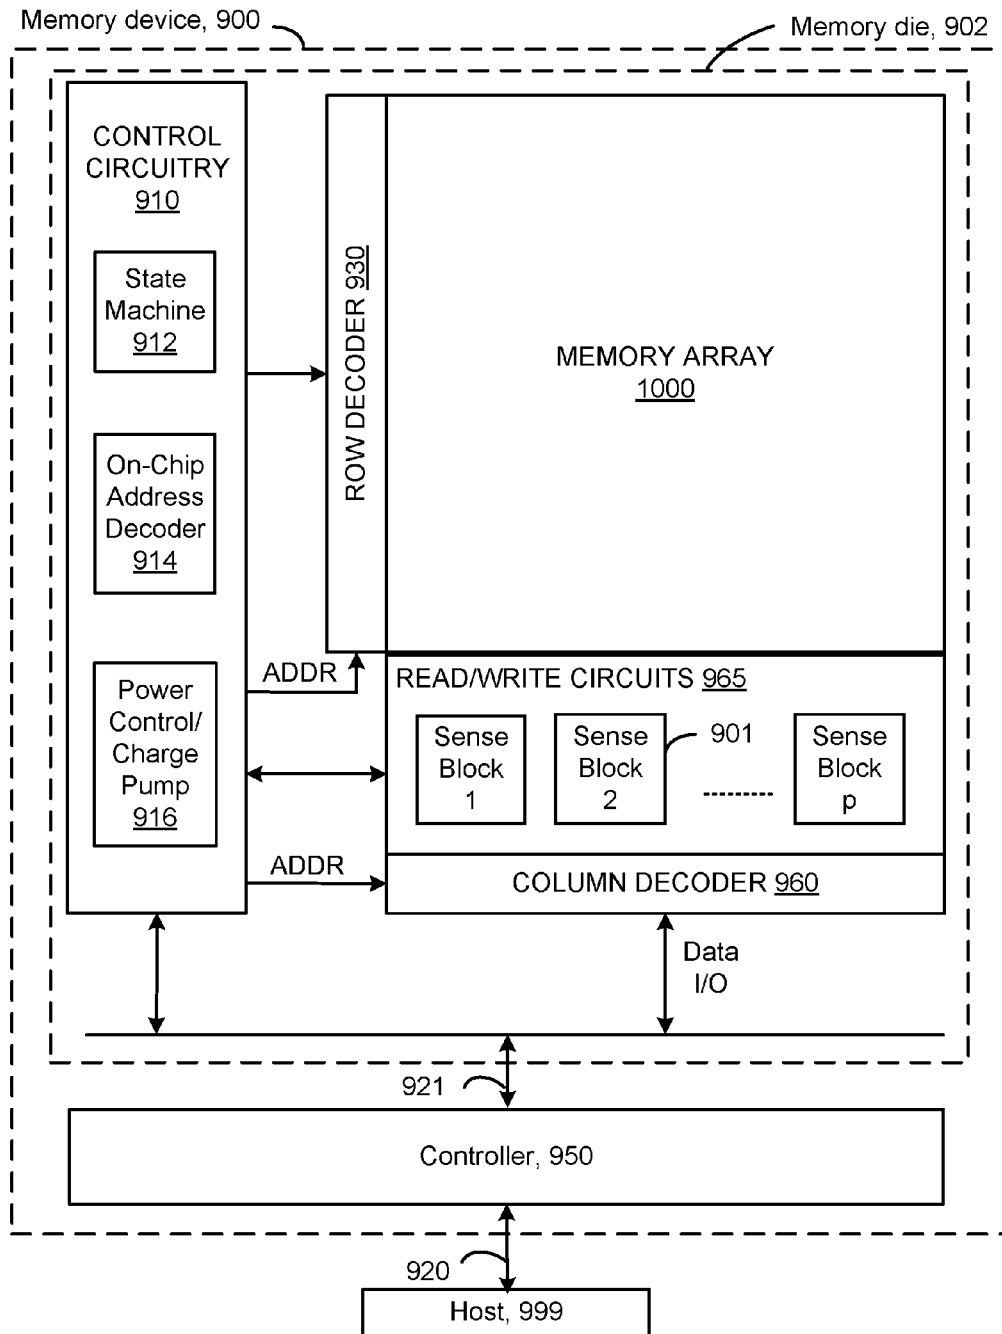 Memory device, 900
Memory die, 902
CONTROL
CIRCUITRY
910
State
Machine
912
On-Chip
Address
Decoder
914
Power
Control/
Charge
Pump
916
ROW DECODER 930
MEMORY ARRAY
1000
ADDR
READ/WRITE CIRCUITS 965
Sense
Block
1
Sense
Block
2
901
Sense
Block
p
ADDR
COLUMN DECODER 960
Data
I/O
921
Controller, 950
920
Host, 999